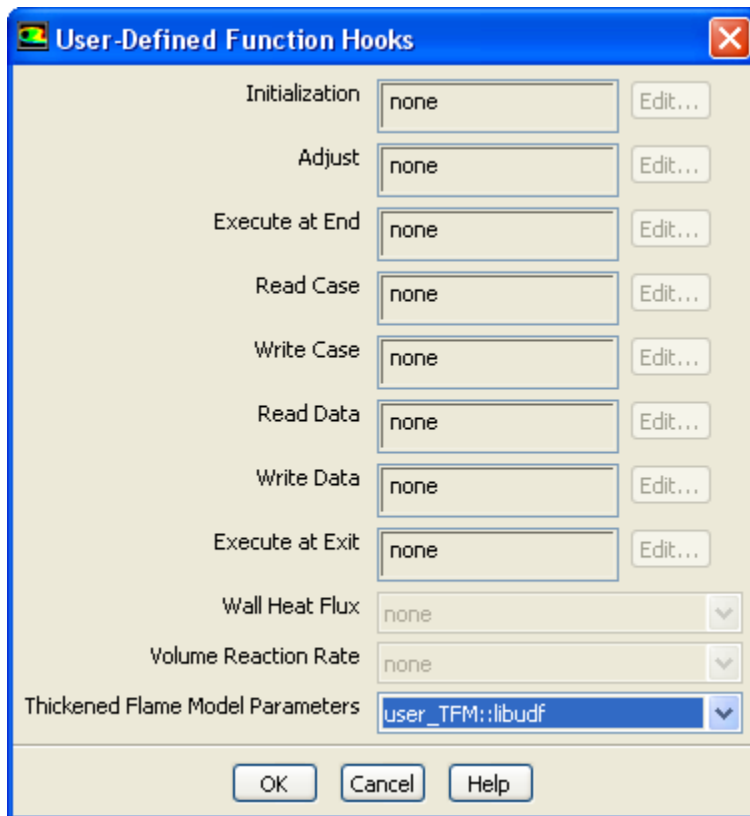 User-Defined Function Hooks
Initialization none Edit...
Adjust none Edit...
Execute at End none Edit...
Read Case none Edit...
Write Case none Edit...
Read Data none Edit...
Write Data none Edit...
Execute at Exit none Edit...
Wall Heat Flux none
Volume Reaction Rate none
Thickened Flame Model Parameters user_TFM::libudf
OK Cancel Help